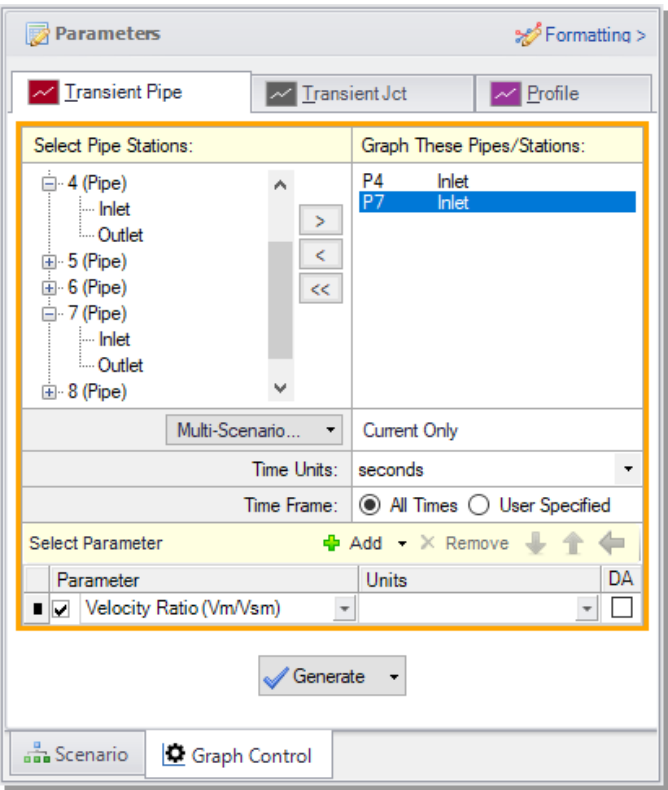 Parameters
Formatting >
Transient Pipe
Transient Jct
Profile
Select Pipe Stations:
Graph These Pipes/Stations:
4 (Pipe)
Inlet
Outlet
5 (Pipe)
6 (Pipe)
7 (Pipe)
Inlet
Outlet
8 (Pipe)
>
<
<<
P4 Inlet
P7 Inlet
Multi-Scenario... Current Only
Time Units: seconds
Time Frame: All Times User Specified
Select Parameter Add Remove
Parameter Units DA
Velocity Ratio (Vm/Vsm)
Generate
Scenario Graph Control